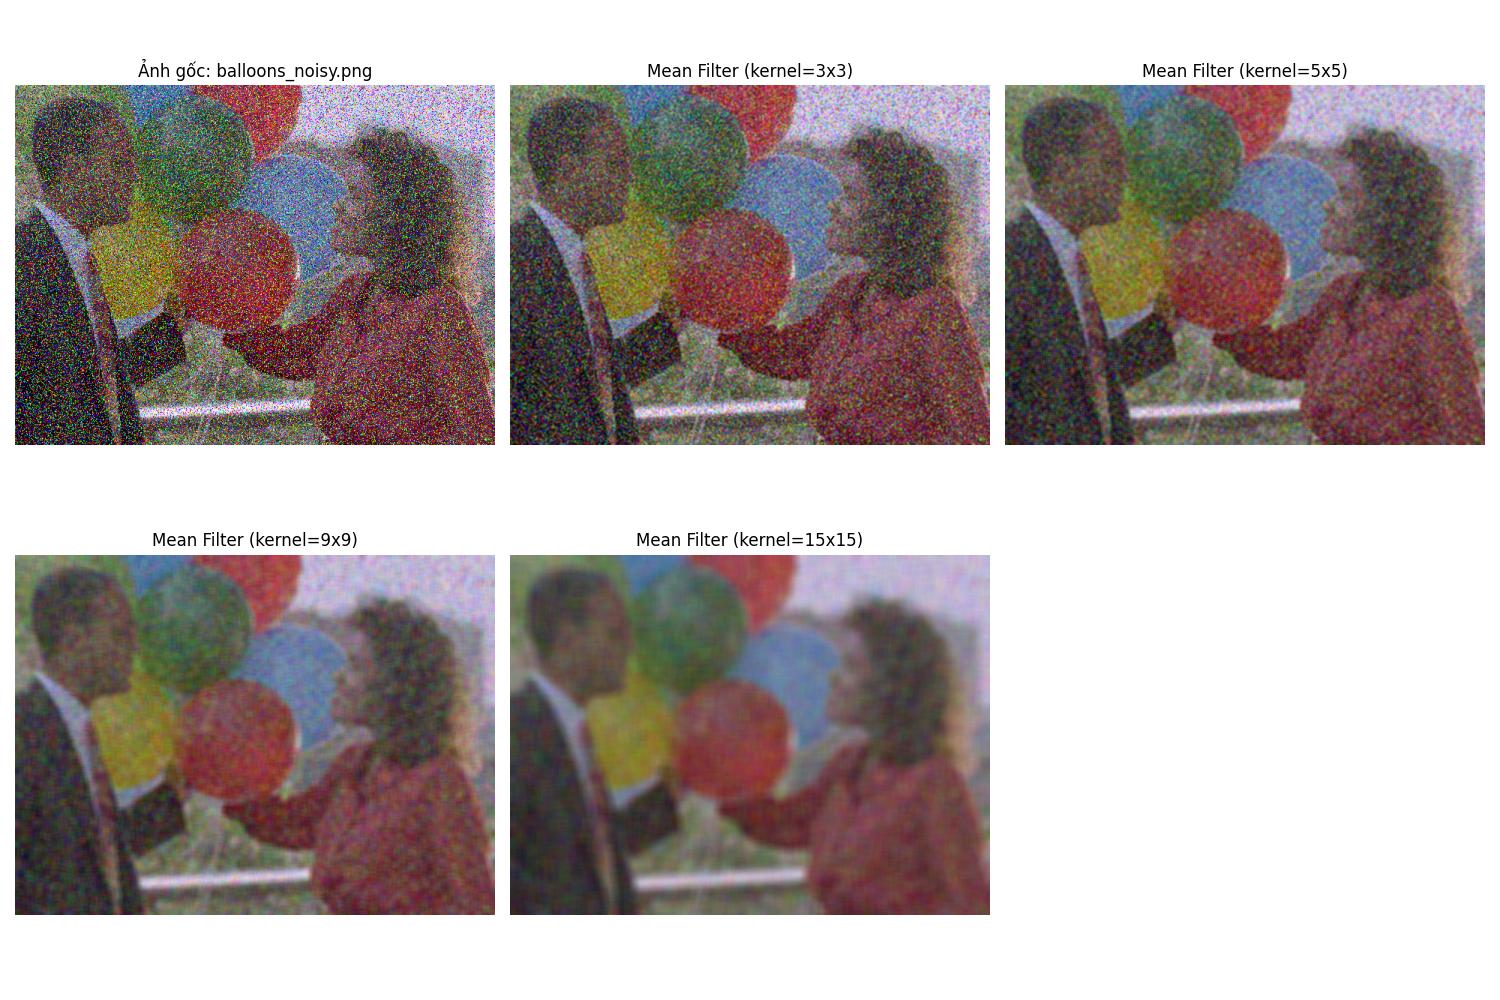 Ảnh gốc: balloons_noisy.png
Mean Filter (kernel=3x3)
Mean Filter (kernel=5x5)
Mean Filter (kernel=9x9)
Mean Filter (kernel=15x15)